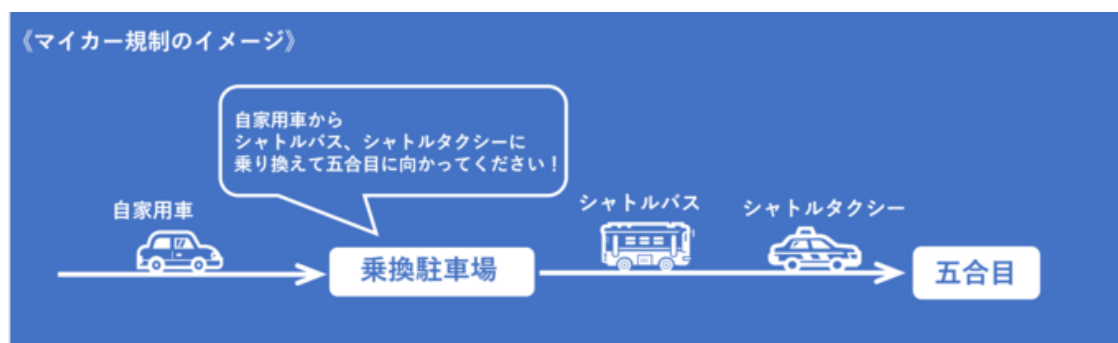 《マイカー規制のイメージ》
自家用車から
シャトルバス、シャトルタクシーに
乗り換えて五合目に向かってください！
自家用車
乗換駐車場
シャトルバス
シャトルタクシー
五合目